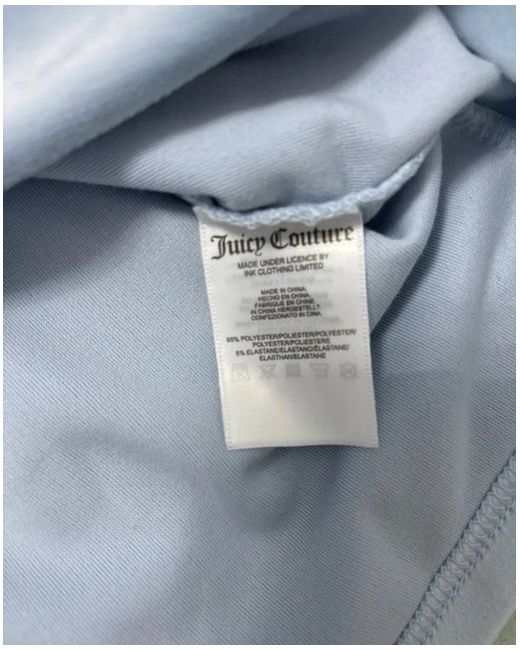 Juicy Couture
MADE UNDER LICENCE BY
INK CLOTHING LIMITED
MADE IN CHINA
HECHO EN CHINA
FABRIQUE EN CHINE
IN CHINA HERGESTELLT
CONFEZIONATO IN CINA
95% POLYESTER/POLIESTER/POLYESTER/
POLYESTER/POLIESTERE
5% ELASTANE/ELASTANO/ELASTANE/
ELASTHAN/ELASTANE